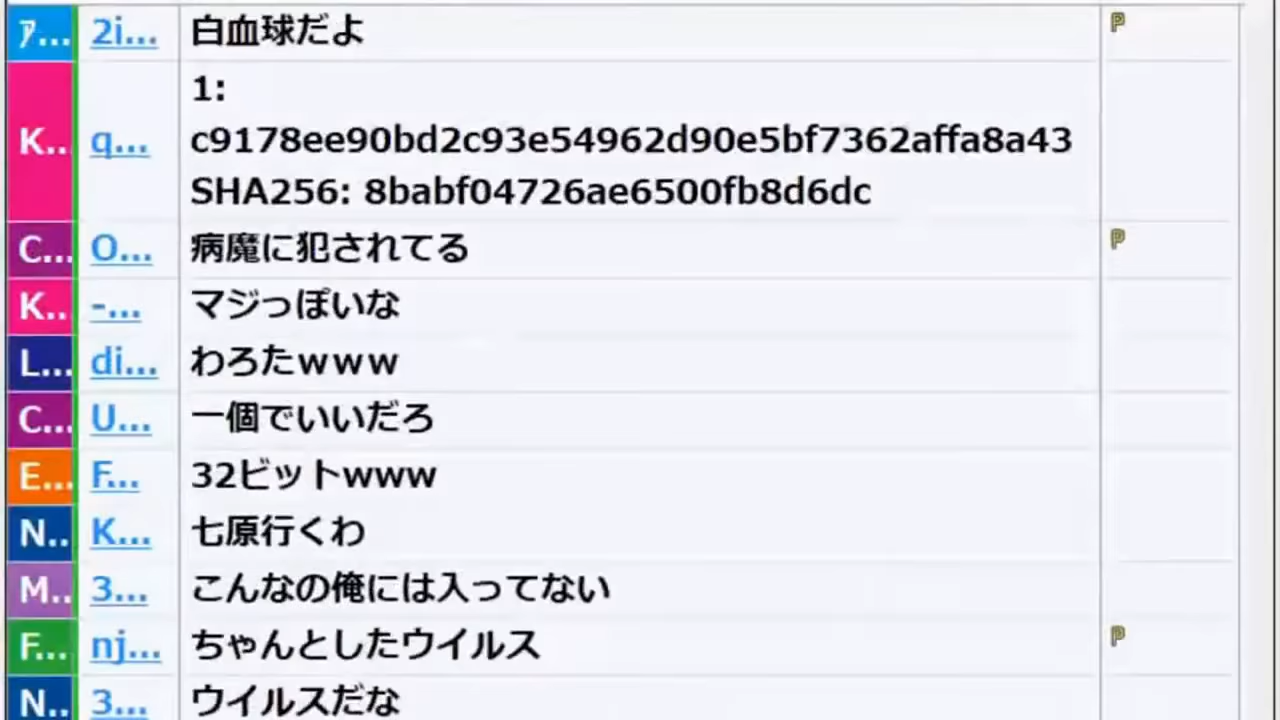 ｱ... 2i... 白血球だよ P
1:
K.. q... c9178ee90bd2c93e54962d90e5bf7362affa8a43
SHA256: 8babf04726ae6500fb8d6dc
C... O... 病魔に犯されてる P
K.. -... マジっぽいな
L... di... わろたｗｗｗ
C... U... 一個でいいだろ
E... F... 32ビットwww
N.. K... 七原行くわ
M.. 3... こんなの俺には入ってない
F... nj... ちゃんとしたウイルス P
N.. 3... ウイルスだな